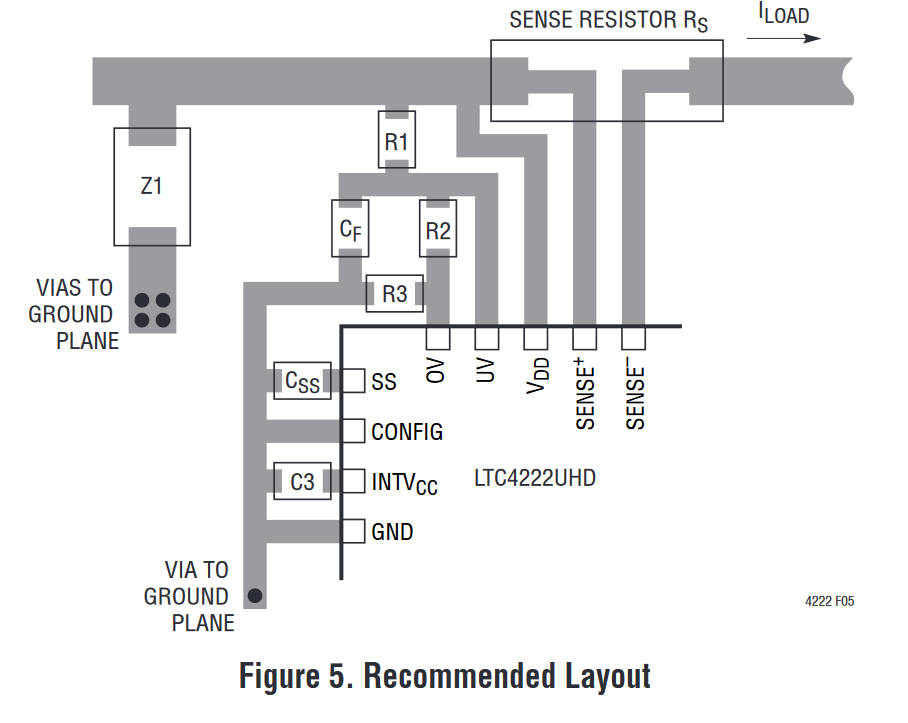 SENSE RESISTOR RS
ILOAD
R1
Z1
CF
R2
R3
VIAS TO
GROUND
PLANE
OV
UV
VDD
SENSE+
SENSE–
CSS
SS
CONFIG
C3
INTVCC
LTC4222UHD
GND
VIA TO
GROUND
PLANE
4222 F05
Figure 5. Recommended Layout